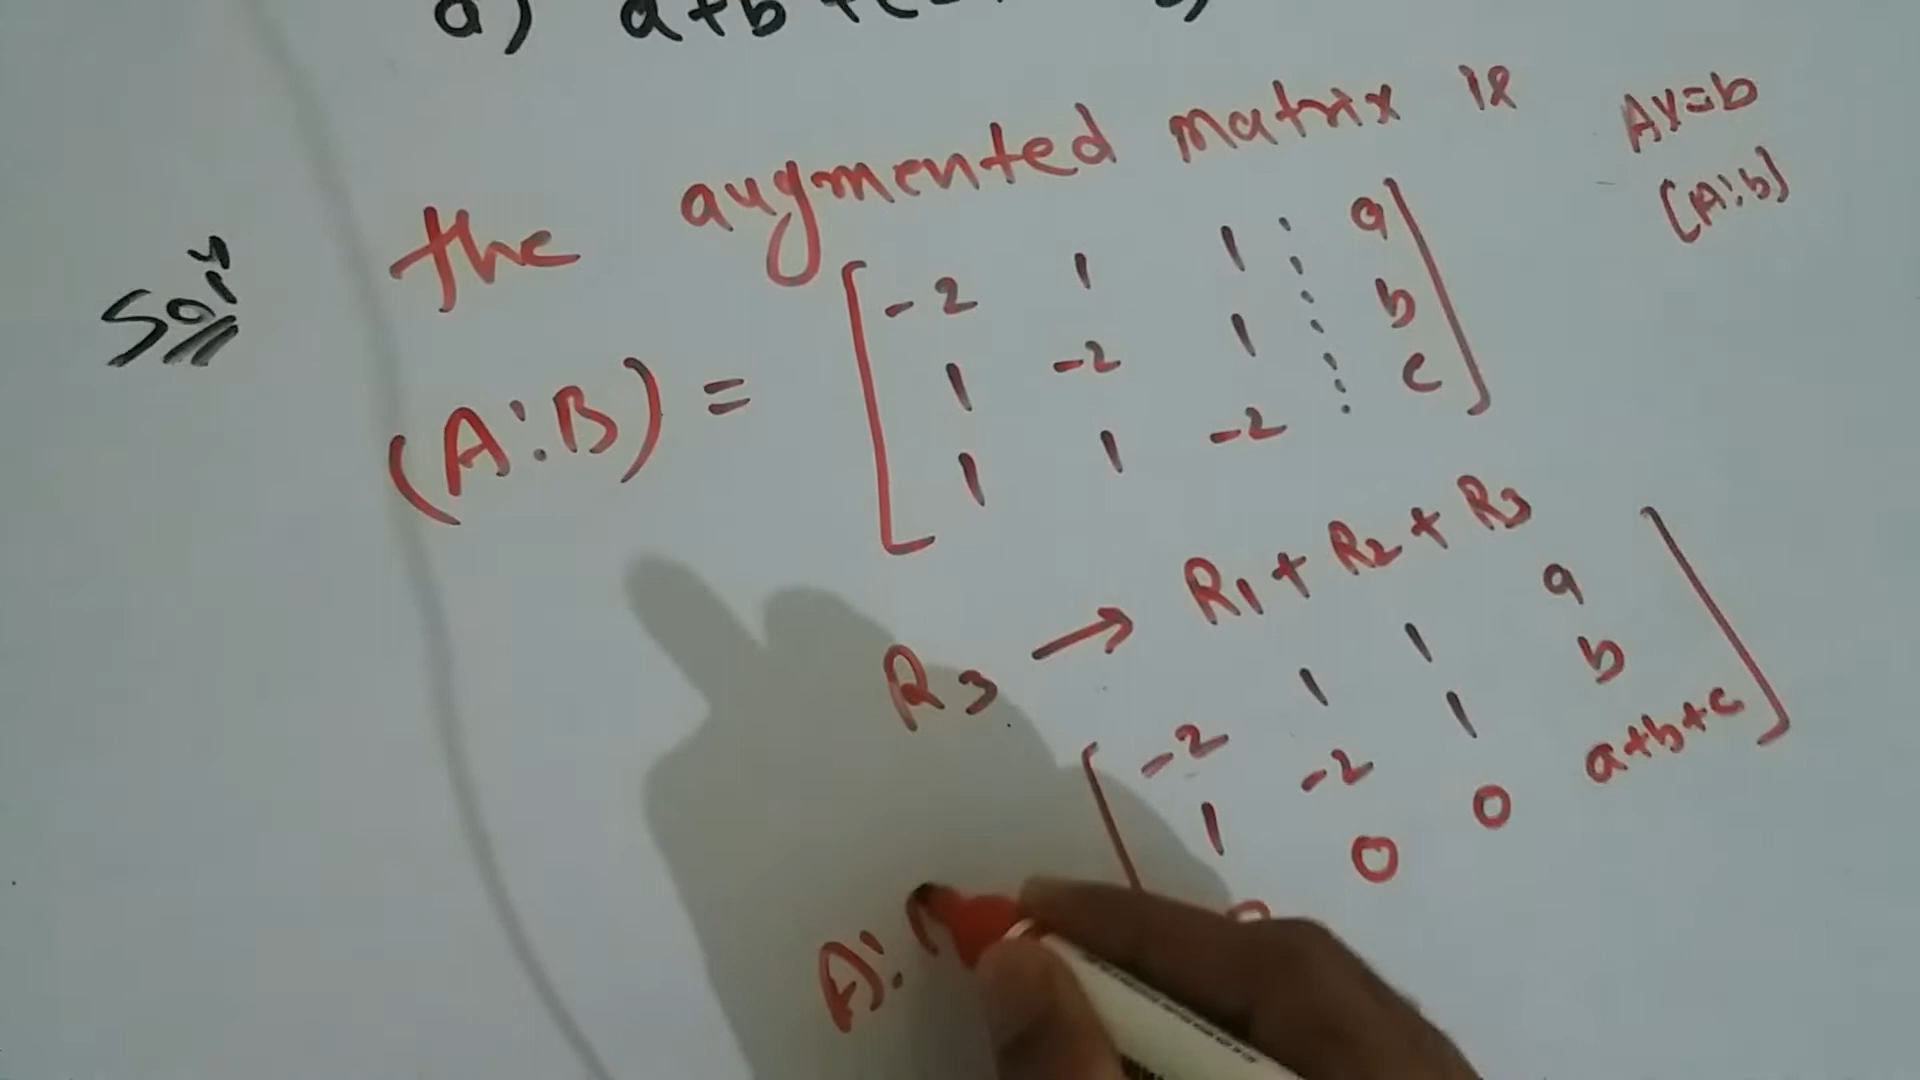 a) a+b+c
the augmented matrix is
Ax=b
(A:b)
Soln
(A:B) = [ -2 1 1 : a
1 -2 1 : b
1 1 -2 : c ]
R3 → R1 + R2 + R3
[ -2 1 1 a
1 -2 1 b
0 0 0 a+b+c ]
A: